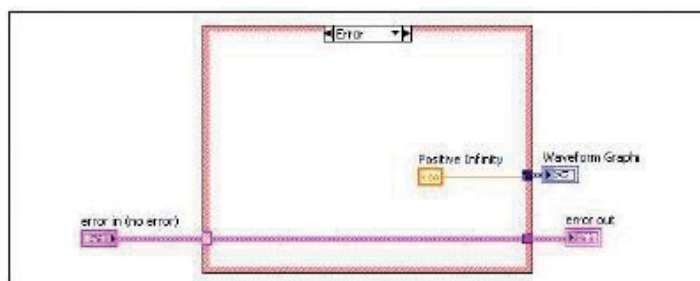 Error
Positive Infinity
Waveform Graph
error in (no error)
error out